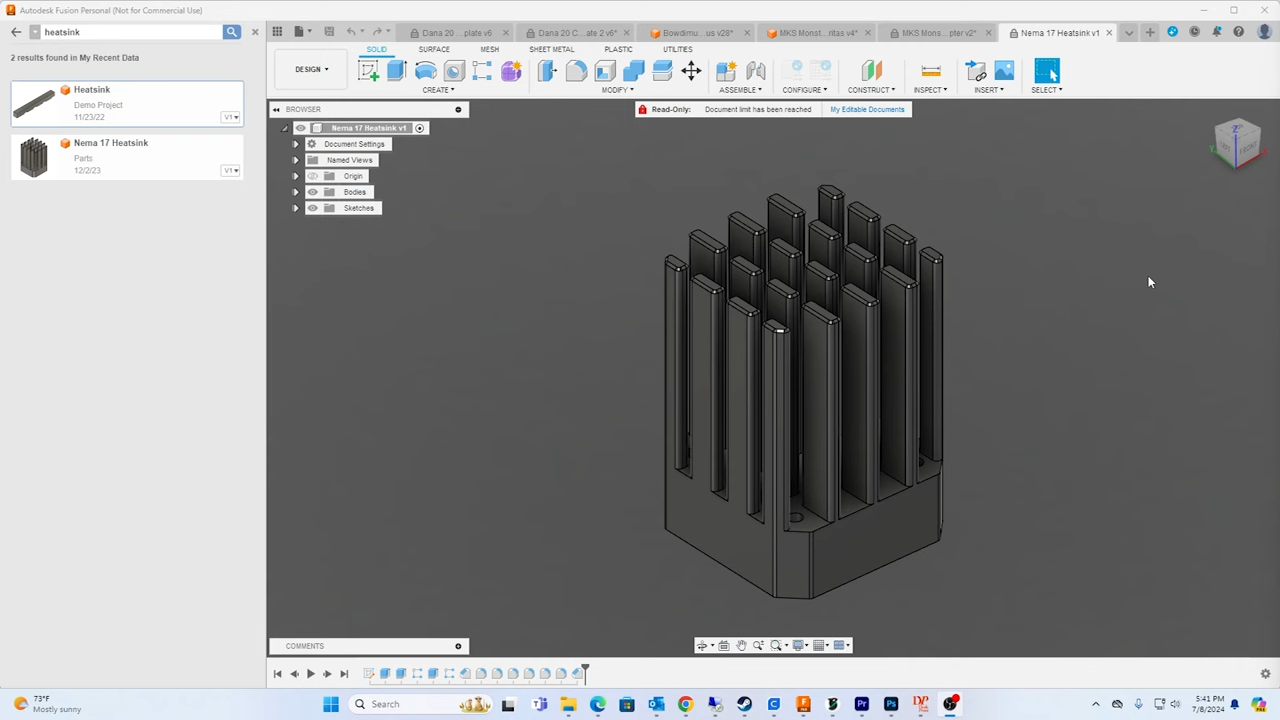 Autodesk Fusion Personal (Not for Commercial Use)
heatsink
2 results found in My Recent Data
Heatsink
Demo Project
11/23/22
V1
Nema 17 Heatsink
Parts
12/2/23
V1
Dana 20 ...plate v6
Dana 20 C...ate 2 v6*
Bowdimu...us v28*
MKS Monst...ritas v4*
MKS Mons...pter v2*
Nema 17 Heatsink v1
SOLID
SURFACE
MESH
SHEET METAL
PLASTIC
UTILITIES
DESIGN
CREATE
MODIFY
ASSEMBLE
CONFIGURE
CONSTRUCT
INSPECT
INSERT
SELECT
BROWSER
Read-Only: Document limit has been reached My Editable Documents
Nema 17 Heatsink v1
Document Settings
Named Views
Origin
Bodies
Sketches
Z
FRONT
COMMENTS
73°F
Mostly sunny
Search
5:41 PM
7/8/2024